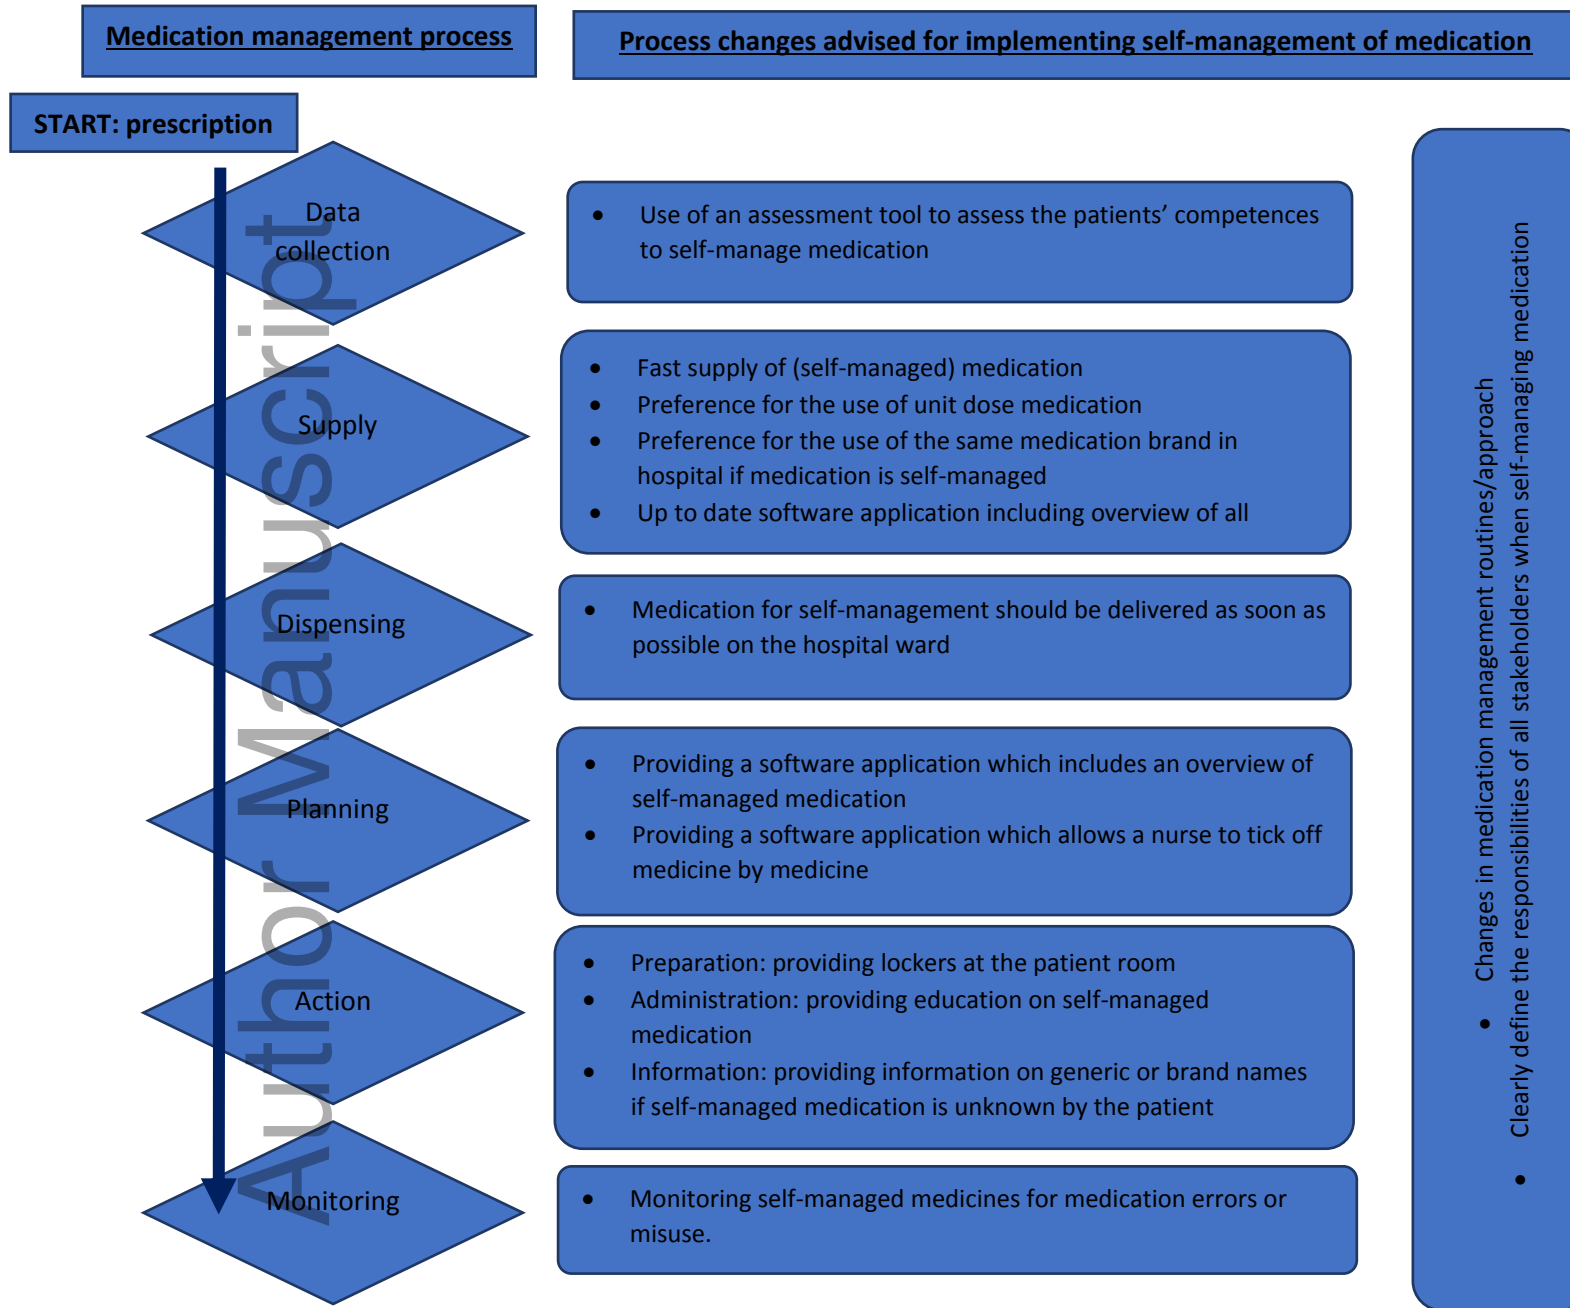 Medication management process
Process changes advised for implementing self-management of medication
START: prescription
Data
collection
• Use of an assessment tool to assess the patients’ competences
to self-manage medication
Supply
• Fast supply of (self-managed) medication
• Preference for the use of unit dose medication
• Preference for the use of the same medication brand in
hospital if medication is self-managed
• Up to date software application including overview of all
Dispensing
• Medication for self-management should be delivered as soon as
possible on the hospital ward
Planning
• Providing a software application which includes an overview of
self-managed medication
• Providing a software application which allows a nurse to tick off
medicine by medicine
Action
• Preparation: providing lockers at the patient room
• Administration: providing education on self-managed
medication
• Information: providing information on generic or brand names
if self-managed medication is unknown by the patient
Monitoring
• Monitoring self-managed medicines for medication errors or
misuse.
• Changes in medication management routines/approach
• Clearly define the responsibilities of all stakeholders when self-managing medication
Author Manuscript